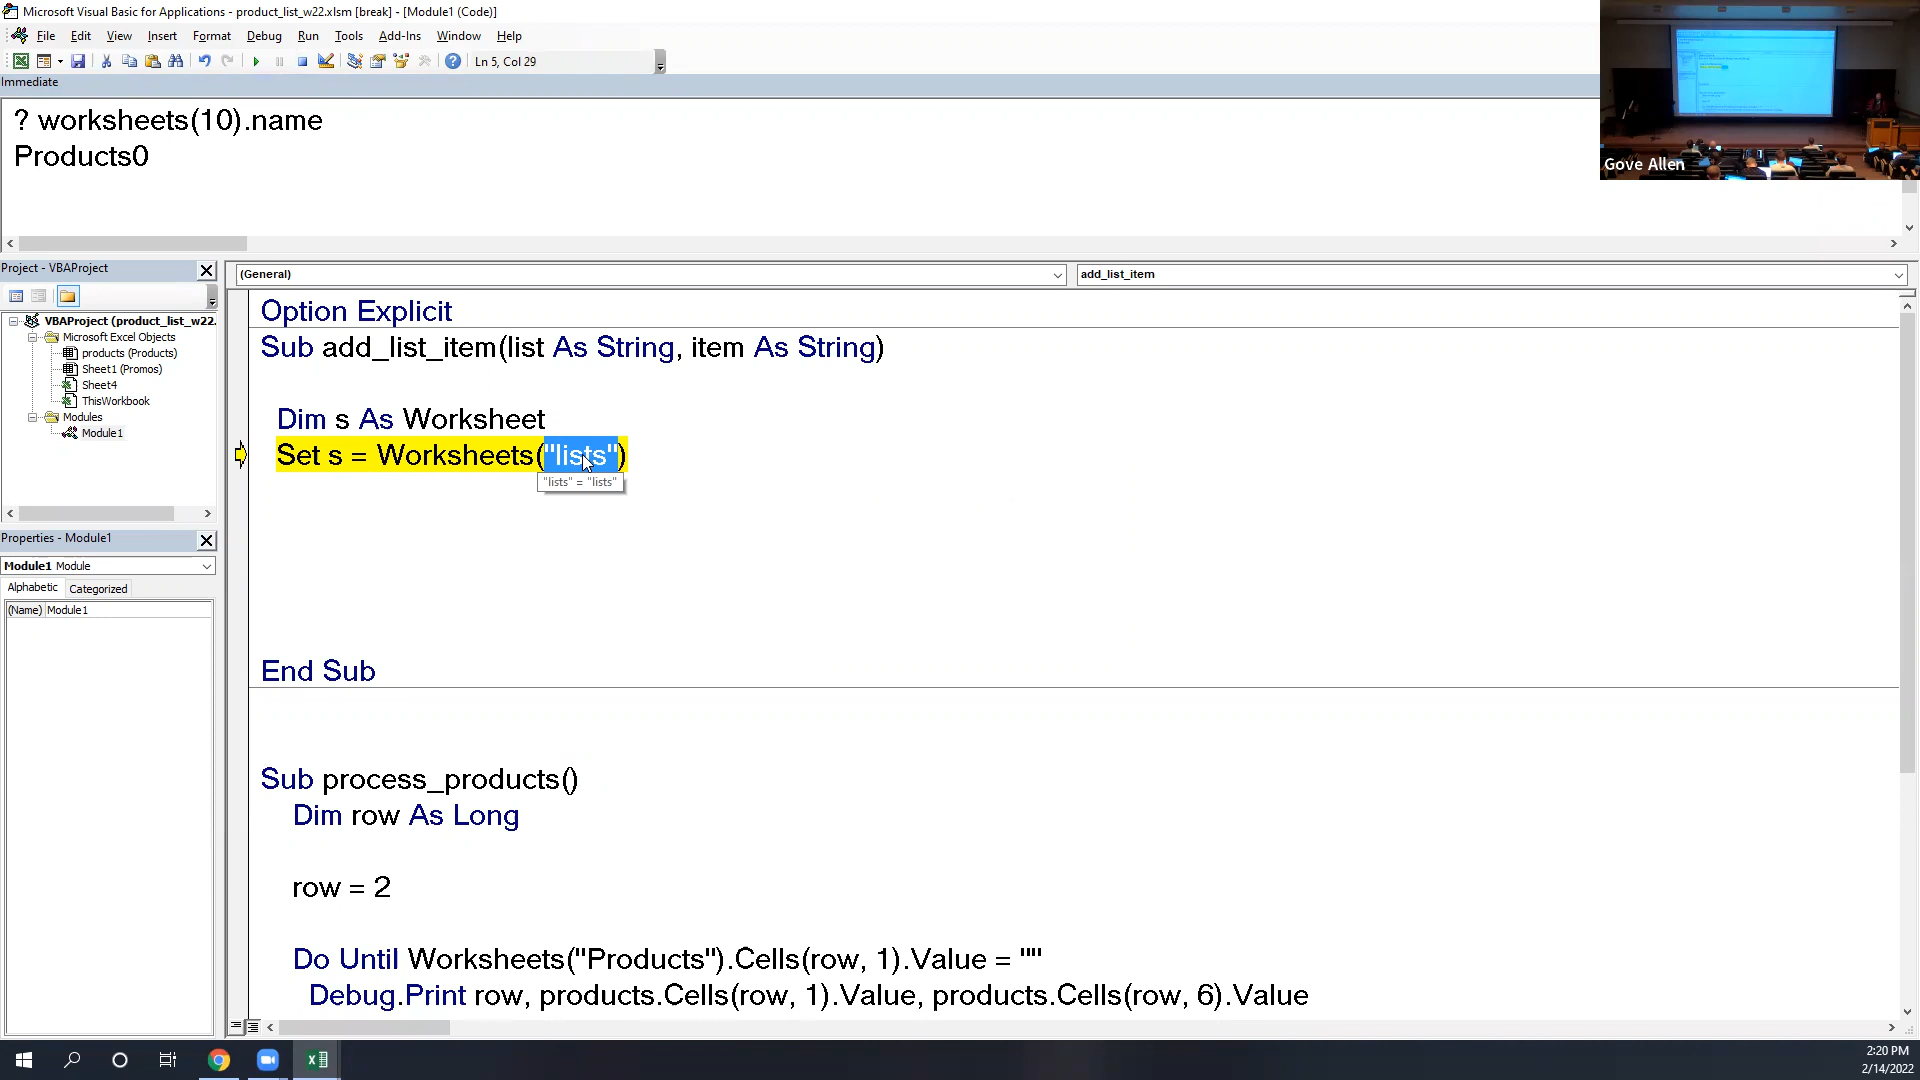 Microsoft Visual Basic for Applications - product_list_w22.xlsm [break] - [Module1 (Code)]
File Edit View Insert Format Debug Run Tools Add-Ins Window Help
Ln 5, Col 29
Immediate
? worksheets(10).name
Products0
Gove Allen
Project - VBAProject
VBAProject (product_list_w22.
Microsoft Excel Objects
products (Products)
Sheet1 (Promos)
Sheet4
ThisWorkbook
Modules
Module1
Properties - Module1
Module1 Module
Alphabetic Categorized
(Name) Module1
(General) add_list_item
Option Explicit
Sub add_list_item(list As String, item As String)
Dim s As Worksheet
Set s = Worksheets("lists")
"lists" = "lists"
End Sub
Sub process_products()
Dim row As Long
row = 2
Do Until Worksheets("Products").Cells(row, 1).Value = ""
Debug.Print row, products.Cells(row, 1).Value, products.Cells(row, 6).Value
2:20 PM
2/14/2022